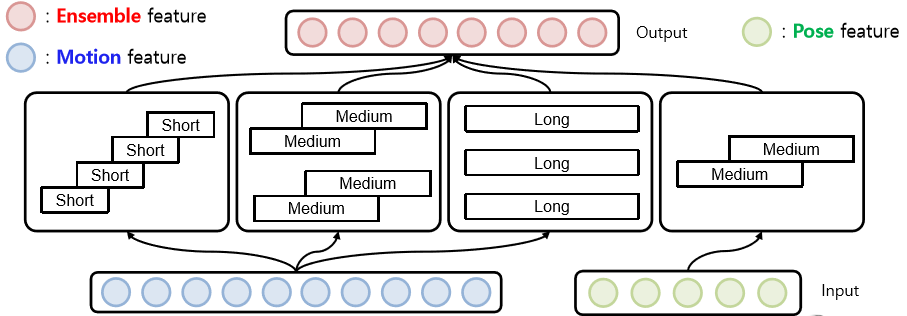 : Ensemble feature
Output
: Pose feature
: Motion feature
Short
Short
Short
Short
Medium
Medium
Medium
Medium
Long
Long
Long
Medium
Medium
Input